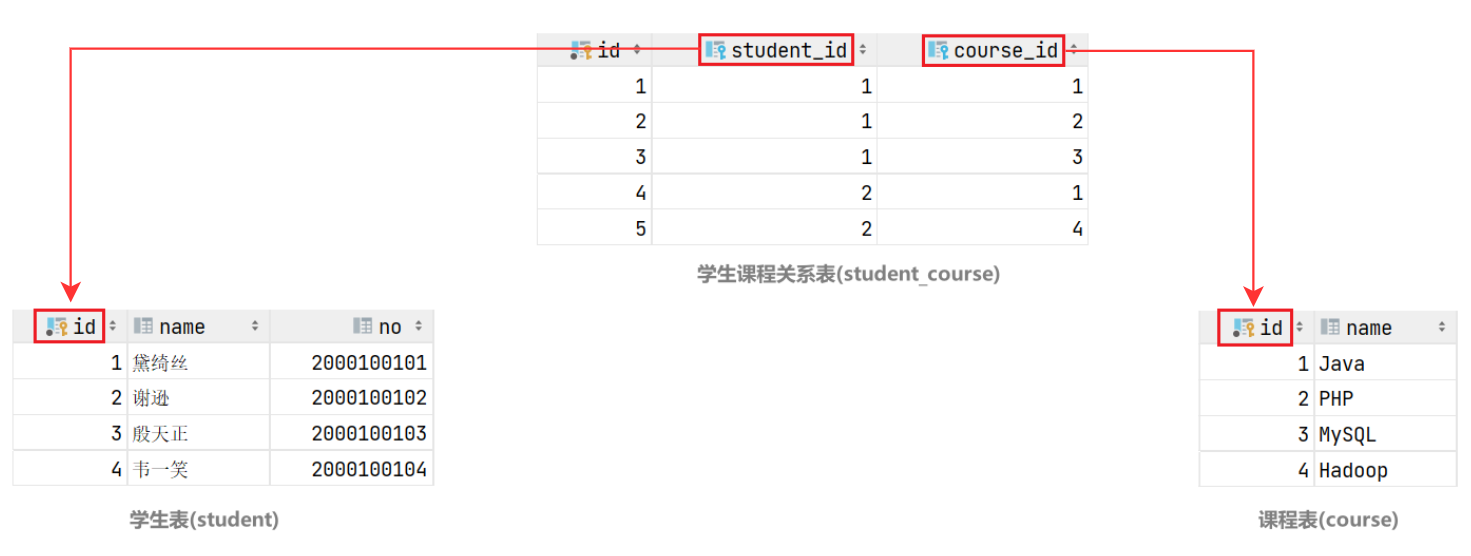 id student_id course_id
1 1 1
2 1 2
3 1 3
4 2 1
5 2 4
学生课程关系表(student_course)
id name no
1 黛绮丝 2000100101
2 谢逊 2000100102
3 殷天正 2000100103
4 韦一笑 2000100104
学生表(student)
id name
1 Java
2 PHP
3 MySQL
4 Hadoop
课程表(course)